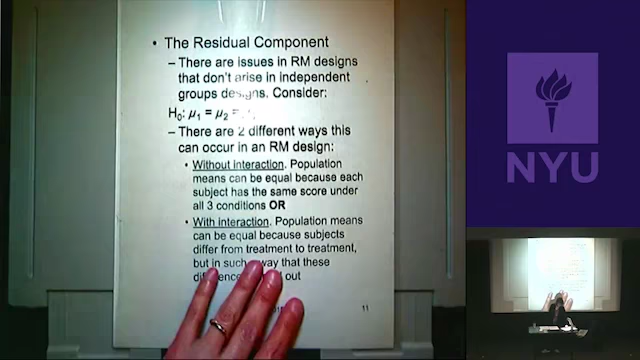 • The Residual Component
– There are issues in RM designs
that don't arise in independent
groups designs. Consider:
H₀: μ₁ = μ₂ =
– There are 2 different ways this
can occur in an RM design:
• Without interaction. Population
means can be equal because each
subject has the same score under
all 3 conditions OR
• With interaction. Population means
can be equal because subjects
differ from treatment to treatment,
but in such way that these
out
11
NYU